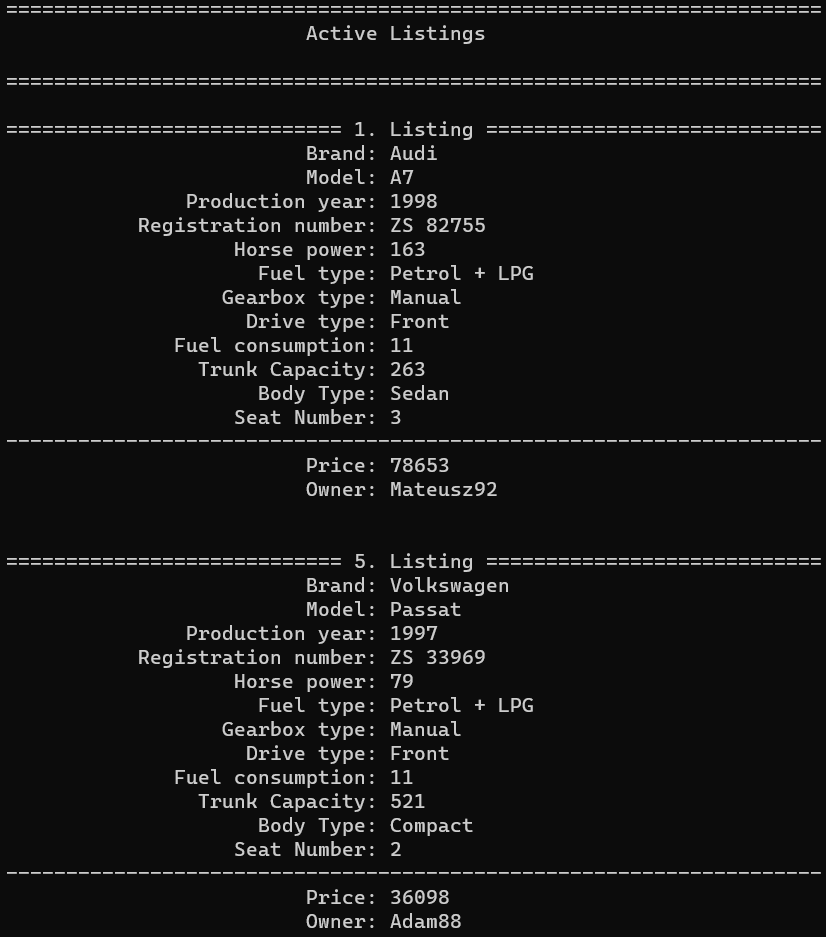 ====================================================================
Active Listings
====================================================================
============================ 1. Listing ============================
Brand: Audi
Model: A7
Production year: 1998
Registration number: ZS 82755
Horse power: 163
Fuel type: Petrol + LPG
Gearbox type: Manual
Drive type: Front
Fuel consumption: 11
Trunk Capacity: 263
Body Type: Sedan
Seat Number: 3
--------------------------------------------------------------------
Price: 78653
Owner: Mateusz92
============================ 5. Listing ============================
Brand: Volkswagen
Model: Passat
Production year: 1997
Registration number: ZS 33969
Horse power: 79
Fuel type: Petrol + LPG
Gearbox type: Manual
Drive type: Front
Fuel consumption: 11
Trunk Capacity: 521
Body Type: Compact
Seat Number: 2
--------------------------------------------------------------------
Price: 36098
Owner: Adam88